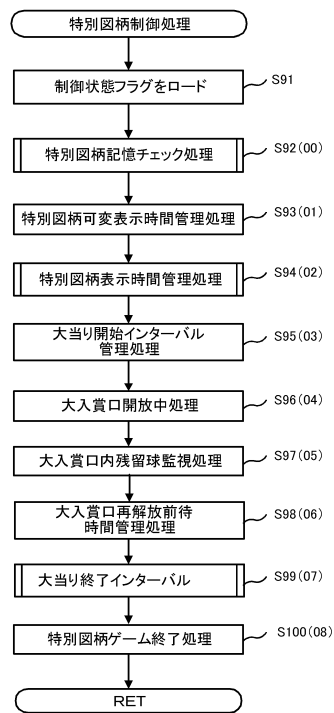 特別図柄制御処理
制御状態フラグをロード
S91
特別図柄記憶チェック処理
S92(00)
特別図柄可変表示時間管理処理
S93(01)
特別図柄表示時間管理処理
S94(02)
大当り開始インターバル
管理処理
S95(03)
大入賞口開放中処理
S96(04)
大入賞口内残留球監視処理
S97(05)
大入賞口再解放前待
時間管理処理
S98(06)
大当り終了インターバル
S99(07)
特別図柄ゲーム終了処理
S100(08)
RET